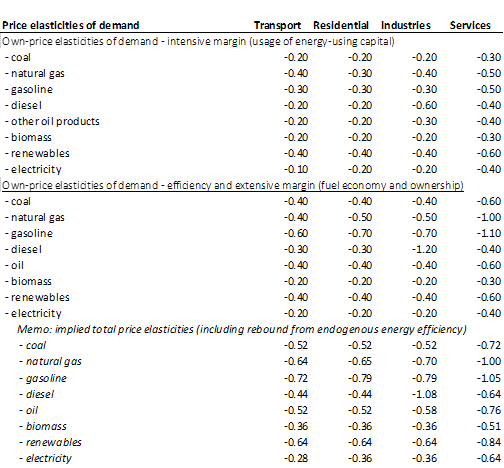 Price elasticities of demand Transport Residential Industries Services
Own-price elasticities of demand - intensive margin (usage of energy-using capital)
- coal -0.20 -0.20 -0.20 -0.30
- natural gas -0.40 -0.30 -0.40 -0.50
- gasoline -0.30 -0.30 -0.30 -0.50
- diesel -0.20 -0.20 -0.60 -0.40
- other oil products -0.20 -0.20 -0.30 -0.40
- biomass -0.20 -0.20 -0.20 -0.30
- renewables -0.40 -0.40 -0.40 -0.60
- electricity -0.10 -0.20 -0.20 -0.40
Own-price elasticities of demand - efficiency and extensive margin (fuel economy and ownership)
- coal -0.40 -0.40 -0.40 -0.60
- natural gas -0.40 -0.50 -0.50 -1.00
- gasoline -0.60 -0.70 -0.70 -1.10
- diesel -0.30 -0.30 -1.20 -0.40
- oil -0.40 -0.40 -0.40 -0.60
- biomass -0.20 -0.20 -0.20 -0.30
- renewables -0.40 -0.40 -0.40 -0.60
- electricity -0.20 -0.20 -0.20 -0.40
Memo: implied total price elasticities (including rebound from endogenous energy efficiency)
- coal -0.52 -0.52 -0.52 -0.72
- natural gas -0.64 -0.65 -0.70 -1.00
- gasoline -0.72 -0.79 -0.79 -1.05
- diesel -0.44 -0.44 -1.08 -0.64
- oil -0.52 -0.52 -0.58 -0.76
- biomass -0.36 -0.36 -0.36 -0.51
- renewables -0.64 -0.64 -0.64 -0.84
- electricity -0.28 -0.36 -0.36 -0.64